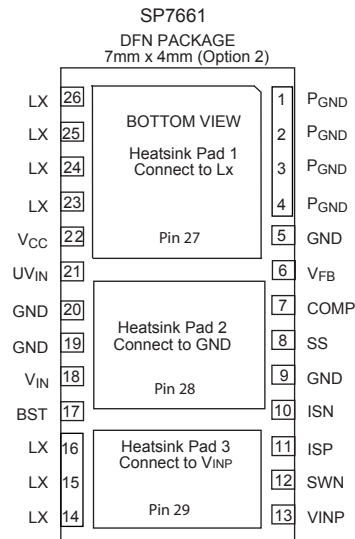 SP7661
DFN PACKAGE
7mm x 4mm (Option 2)
LX 26 1 PGND
LX 25 BOTTOM VIEW 2 PGND
Heatsink Pad 1
LX 24 Connect to Lx 3 PGND
LX 23 4 PGND
VCC 22 Pin 27 5 GND
UVIN 21 6 VFB
GND 20 7 COMP
Heatsink Pad 2
GND 19 Connect to GND 8 SS
VIN 18 9 GND
Pin 28
BST 17 10 ISN
LX 16 Heatsink Pad 3 11 ISP
Connect to VINP
LX 15 12 SWN
LX 14 Pin 29 13 VINP